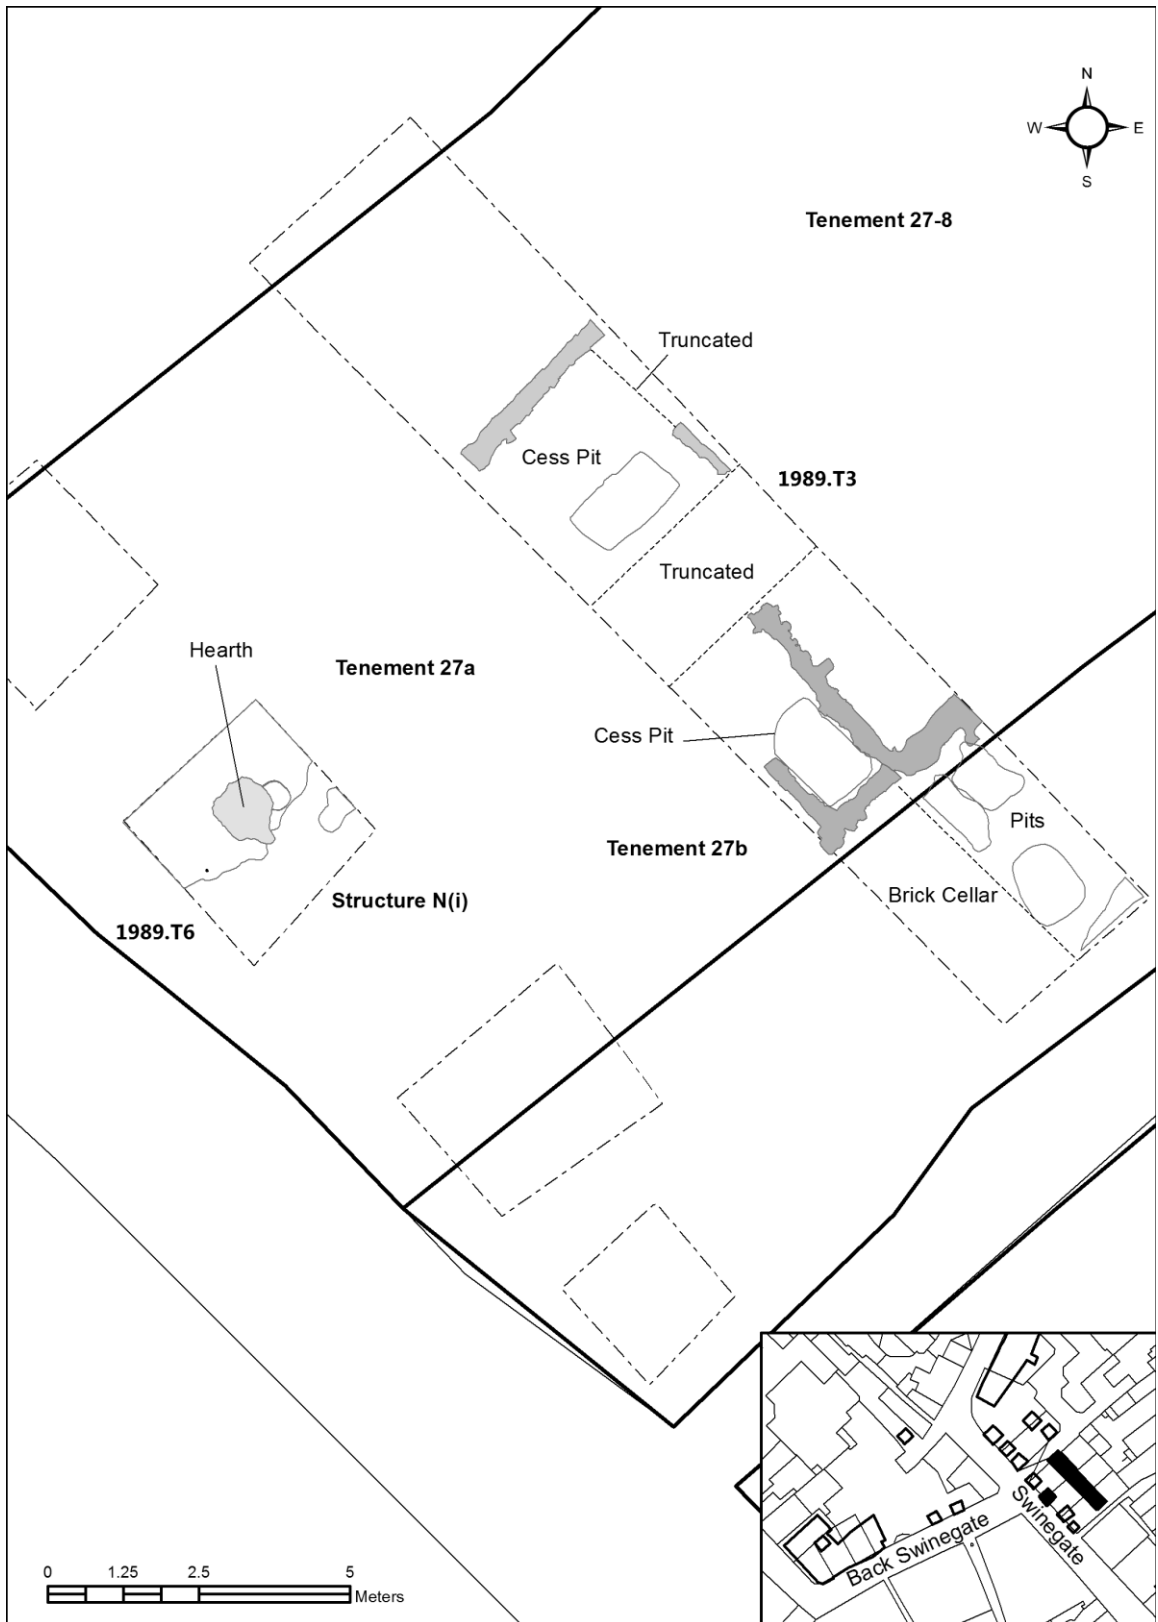 N
W E
S
Tenement 27-8
Truncated
Cess Pit
1989.T3
Truncated
Hearth
Tenement 27a
Cess Pit
Pits
Tenement 27b
Brick Cellar
Structure N(i)
1989.T6
Swinegate
Back Swinegate
0 1.25 2.5 5
Meters